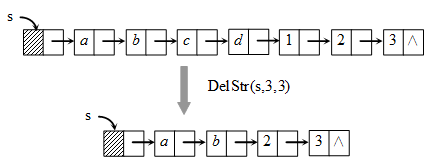 s
a b c d 1 2 3 ∧
DelStr(s,3,3)
s
a b 2 3 ∧